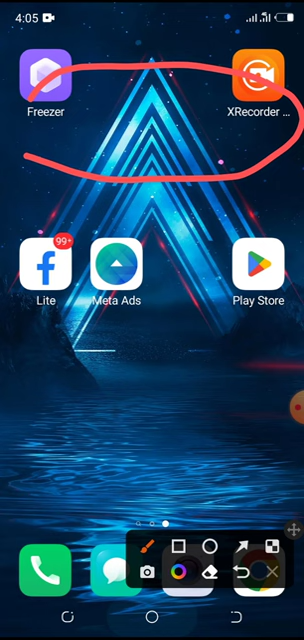 4:05
Freezer
XRecorder ...
99+
Lite
Meta Ads
Play Store